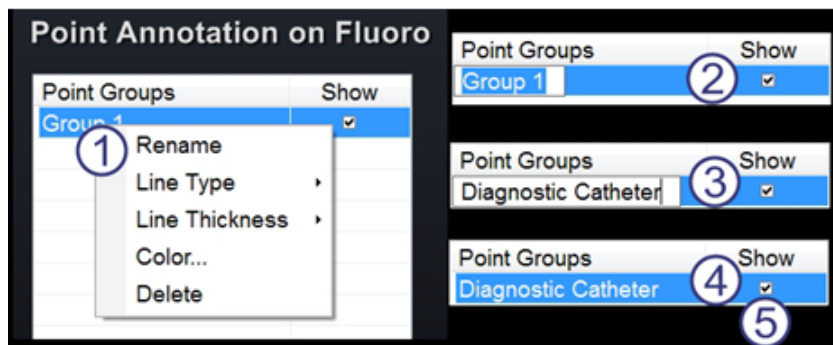 Point Annotation on Fluoro
Point Groups Show
Group 1
1
Rename
Line Type
Line Thickness
Color...
Delete
Point Groups Show
Group 1
2
Point Groups Show
Diagnostic Catheter
3
Point Groups Show
Diagnostic Catheter
4
5